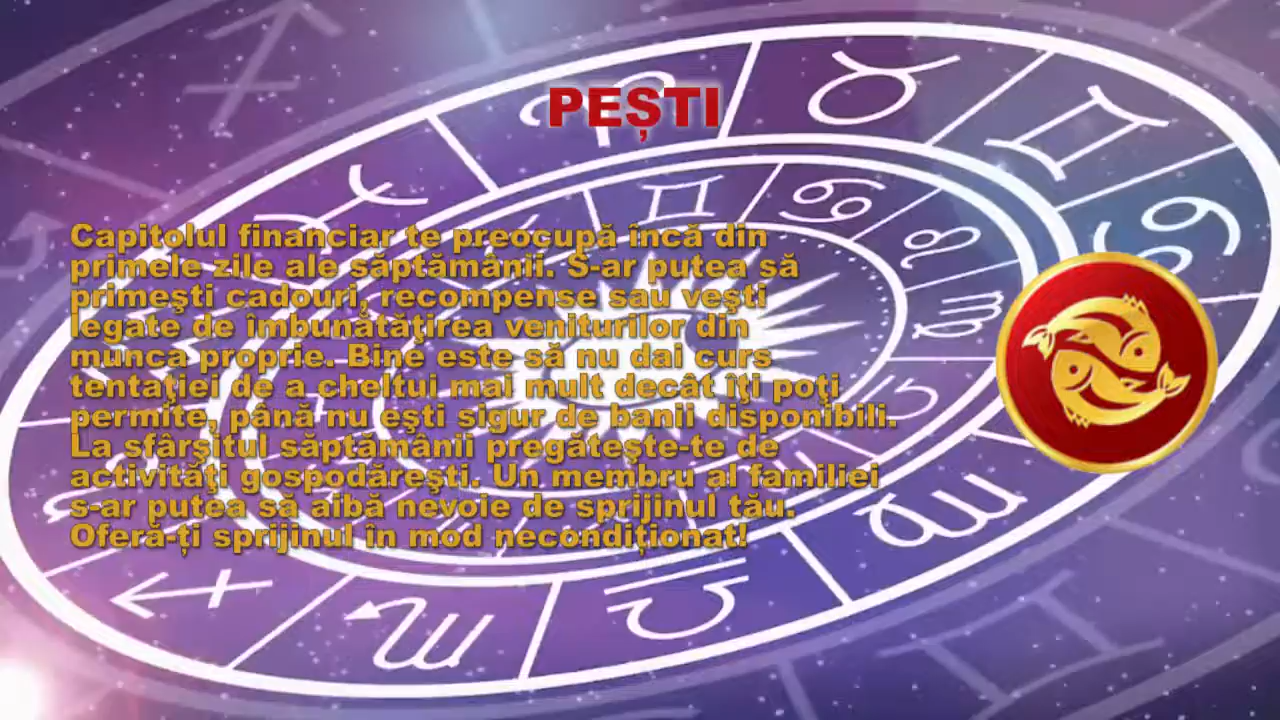 PEȘTI
Capitolul financiar te preocupă încă din
primele zile ale săptămânii. S-ar putea să
primeşti cadouri, recompense sau veşti
legate de îmbunătăţirea veniturilor din
munca proprie. Bine este să nu dai curs
tentaţiei de a cheltui mai mult decât îţi poţi
permite, până nu eşti sigur de banii disponibili.
La sfârşitul săptămânii pregăteşte-te de
activităţi gospodăreşti. Un membru al familiei
s-ar putea să aibă nevoie de sprijinul tău.
Oferă-ți sprijinul în mod necondiționat!